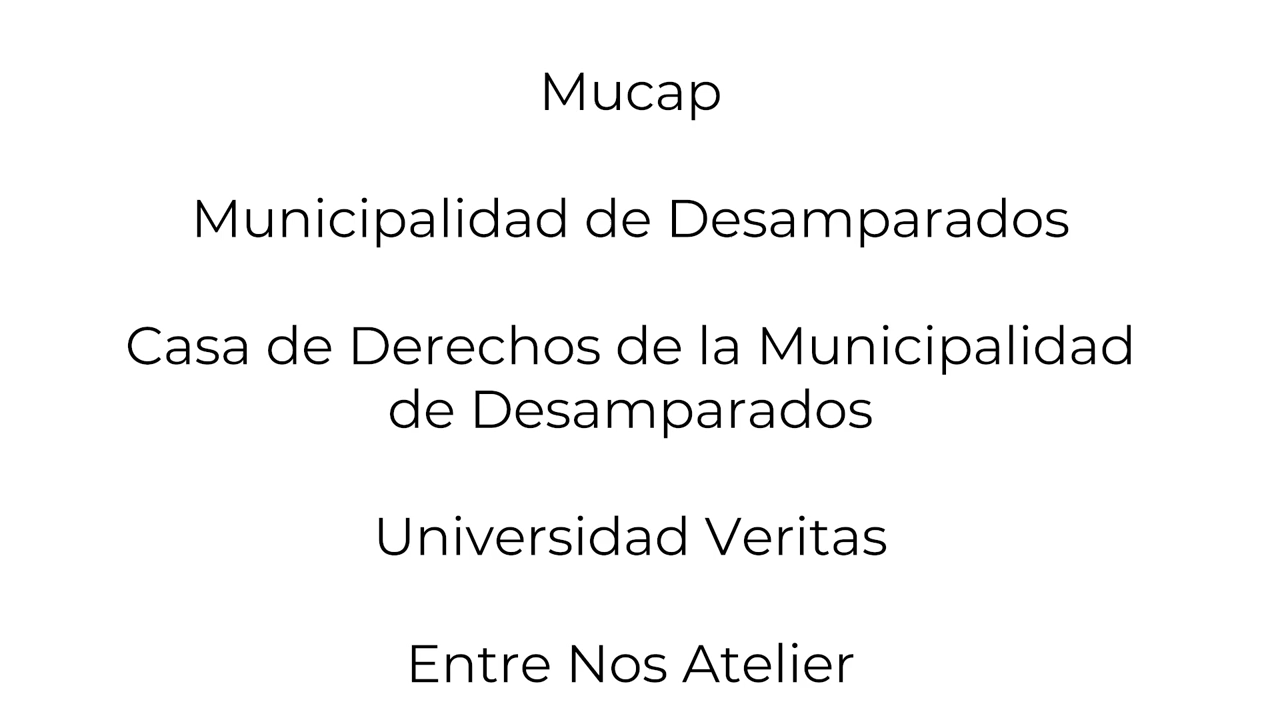 Mucap
Municipalidad de Desamparados
Casa de Derechos de la Municipalidad
de Desamparados
Universidad Veritas
Entre Nos Atelier